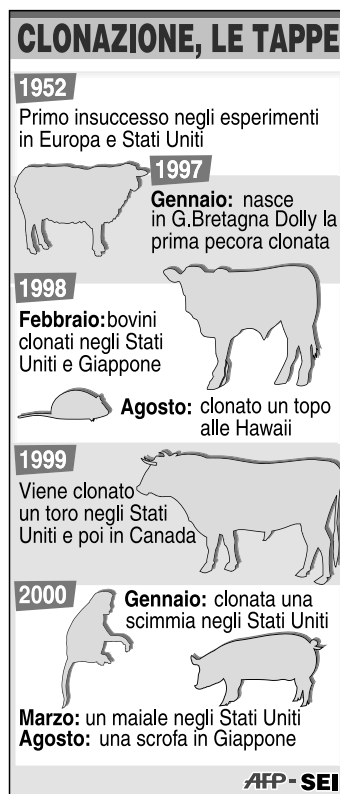 CLONAZIONE, LE TAPPE
1952
Primo insuccesso negli esperimenti
in Europa e Stati Uniti
1997
Gennaio: nasce
in G.Bretagna Dolly la
prima pecora clonata
1998
Febbraio:bovini
clonati negli Stati
Uniti e Giappone
Agosto: clonato un topo
alle Hawaii
1999
Viene clonato
un toro negli Stati
Uniti e poi in Canada
2000
Gennaio: clonata una
scimmia negli Stati Uniti
Marzo: un maiale negli Stati Uniti
Agosto: una scrofa in Giappone
AFP-SEI